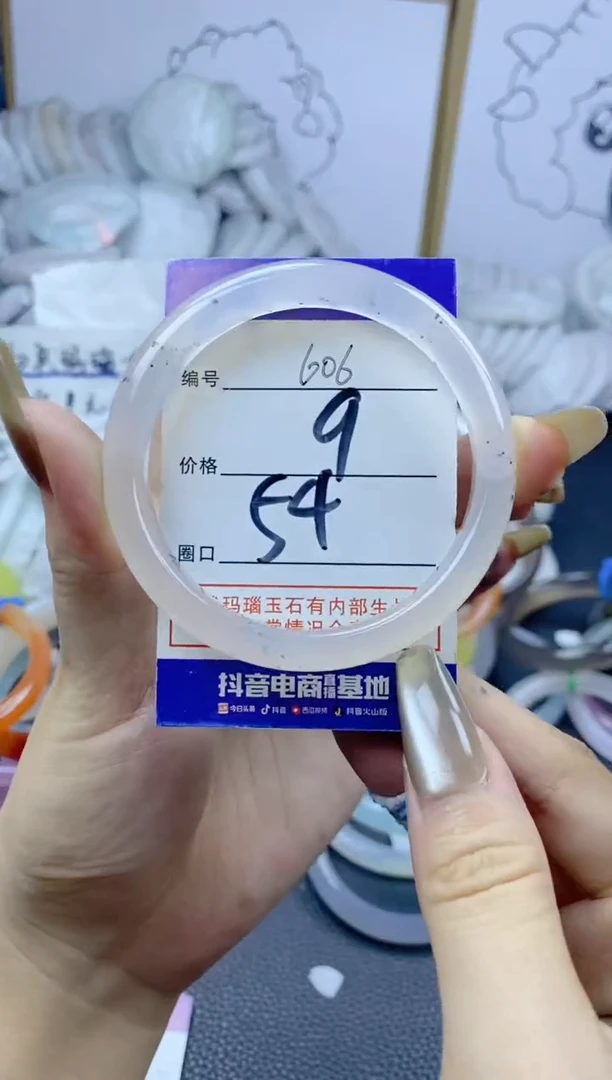 编号 606
价格 9
圈口 54
玛瑙玉石有内部生
情况
抖音电商直播基地
今日头条 抖音 西瓜视频 抖音火山版